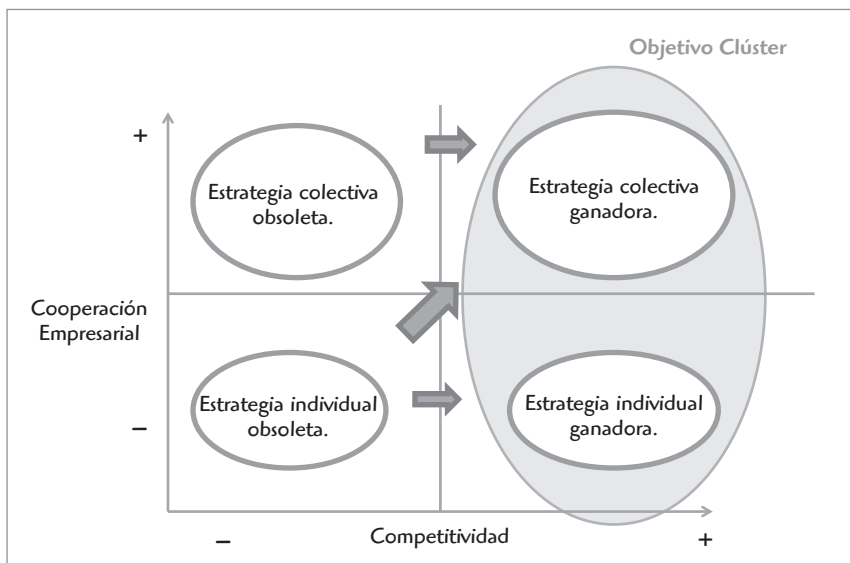 Objetivo Clúster
+
Estrategia colectiva
obsoleta.
Estrategia colectiva
ganadora.
Cooperación
Empresarial
Estrategia individual
obsoleta.
Estrategia individual
ganadora.
–
–
Competitividad
+